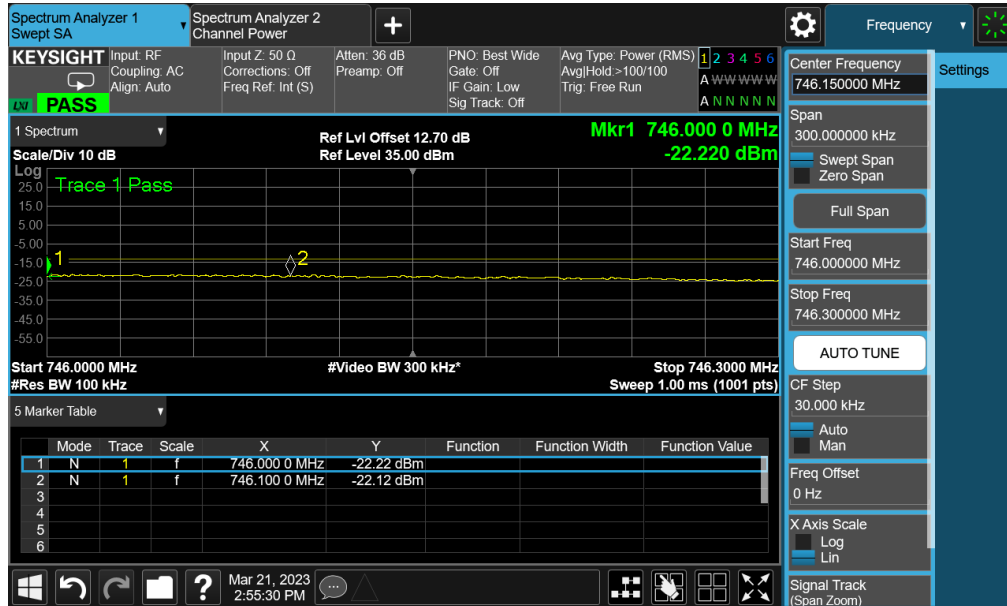 Spectrum Analyzer 1
Swept SA
Spectrum Analyzer 2
Channel Power
Frequency
KEYSIGHT
Input: RF
Coupling: AC
Align: Auto
Input Z: 50 Ω
Corrections: Off
Freq Ref: Int (S)
Atten: 36 dB
Preamp: Off
PNO: Best Wide
Gate: Off
IF Gain: Low
Sig Track: Off
Avg Type: Power (RMS)
Avg|Hold:>100/100
Trig: Free Run
1 2 3 4 5 6
A W W W W W
A N N N N N
LXI
PASS
1 Spectrum
Scale/Div 10 dB
Ref Lvl Offset 12.70 dB
Ref Level 35.00 dBm
Mkr1 746.000 0 MHz
-22.220 dBm
Log
Trace 1 Pass
25.0
15.0
5.00
-5.00
-15.0
-25.0
-35.0
-45.0
-55.0
1
2
Start 746.0000 MHz
#Video BW 300 kHz*
Stop 746.3000 MHz
#Res BW 100 kHz
Sweep 1.00 ms (1001 pts)
5 Marker Table
Mode Trace Scale X Y Function Function Width Function Value
1 N 1 f 746.000 0 MHz -22.22 dBm
2 N 1 f 746.100 0 MHz -22.12 dBm
3
4
5
6
Mar 21, 2023
2:55:30 PM
?
Center Frequency
746.150000 MHz
Settings
Span
300.000000 kHz
Swept Span
Zero Span
Full Span
Start Freq
746.000000 MHz
Stop Freq
746.300000 MHz
AUTO TUNE
CF Step
30.000 kHz
Auto
Man
Freq Offset
0 Hz
X Axis Scale
Log
Lin
Signal Track
(Span Zoom)